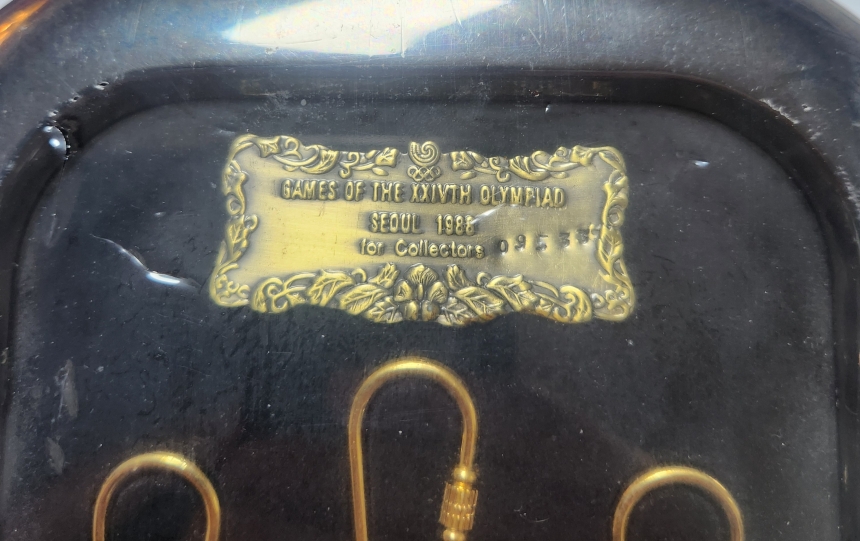 GAMES OF THE XXIVTH OLYMPIAD
SEOUL 1988
for Collectors